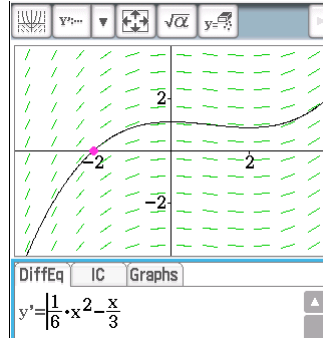 Y'=... √α y=
2
-2 2
-2
DiffEq IC Graphs
y'=1/6·x²-x/3